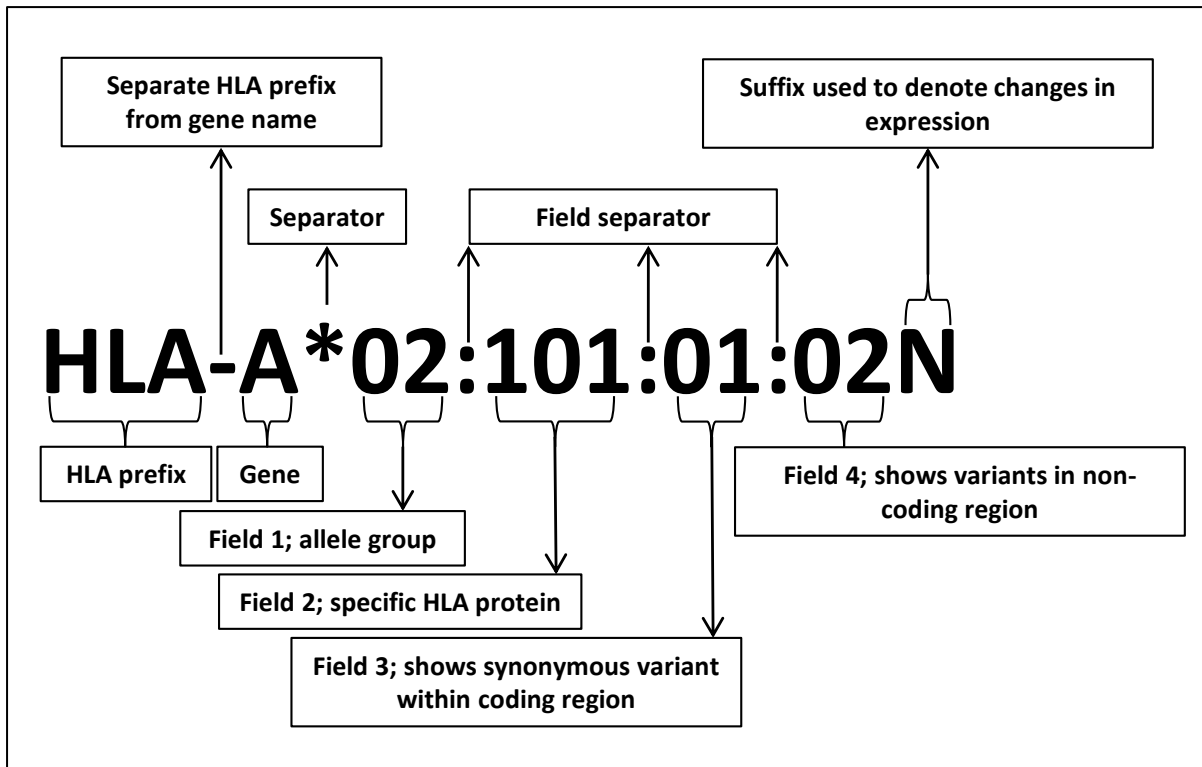 Separate HLA prefix
from gene name
Suffix used to denote changes in
expression
Separator
Field separator
HLA-A*02:101:01:02N
HLA prefix
Gene
Field 4; shows variants in non-
coding region
Field 1; allele group
Field 2; specific HLA protein
Field 3; shows synonymous variant
within coding region